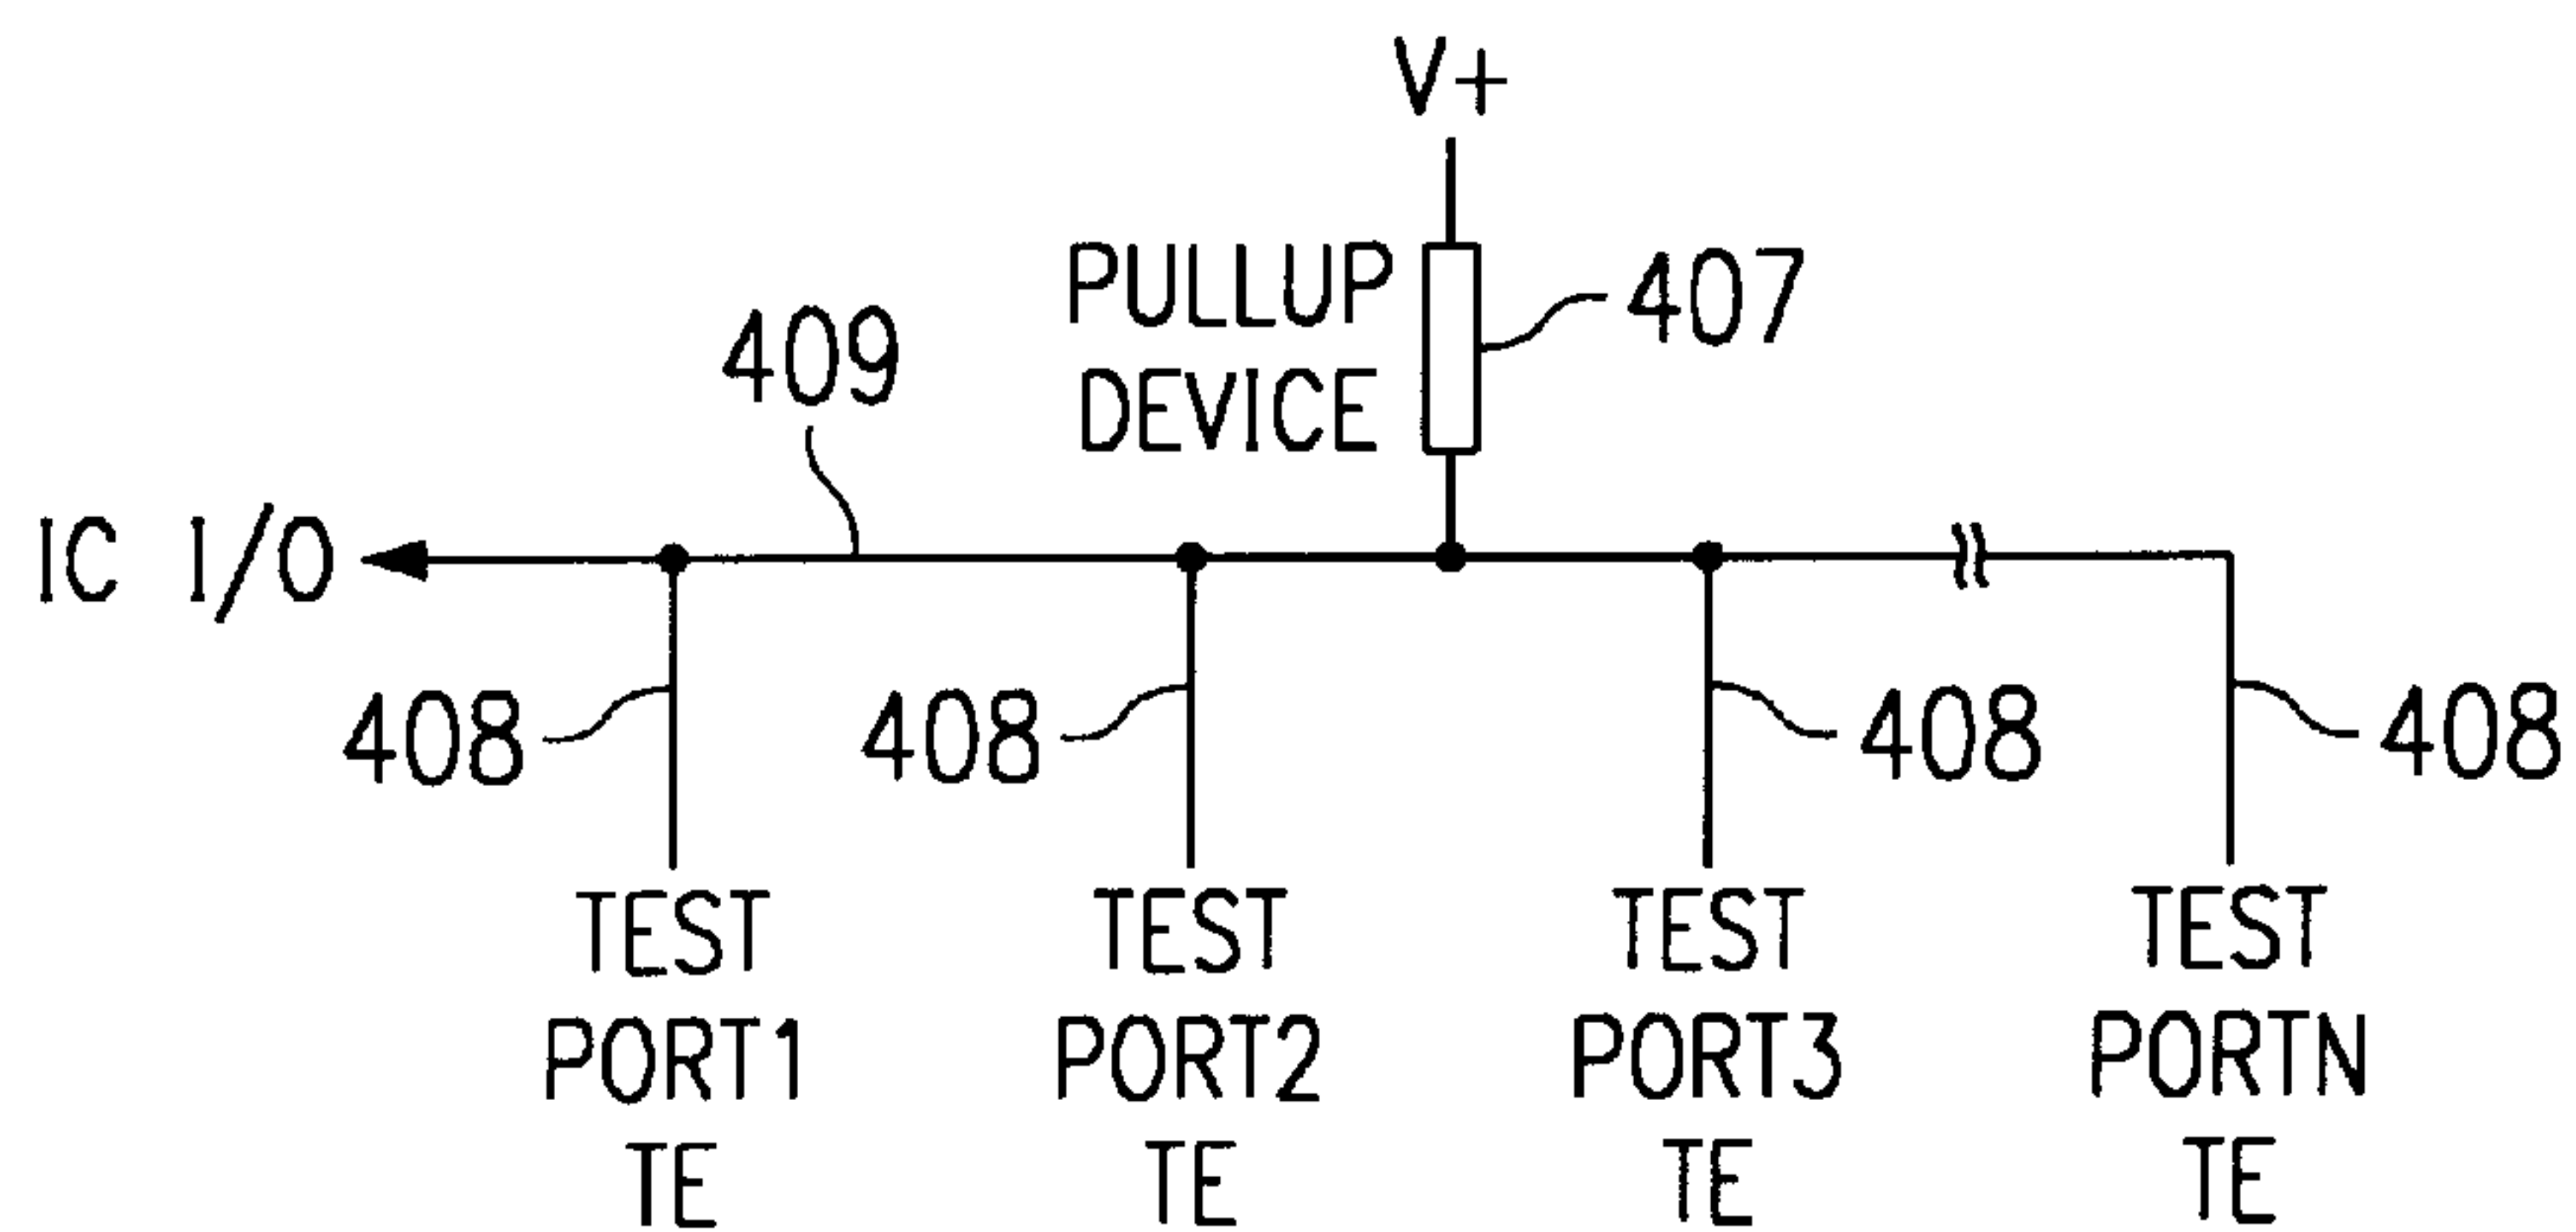 V+
PULLUP
DEVICE
407
409
IC I/O
408
408
408
408
TEST
PORT1
TE
TEST
PORT2
TE
TEST
PORT3
TE
TEST
PORTN
TE